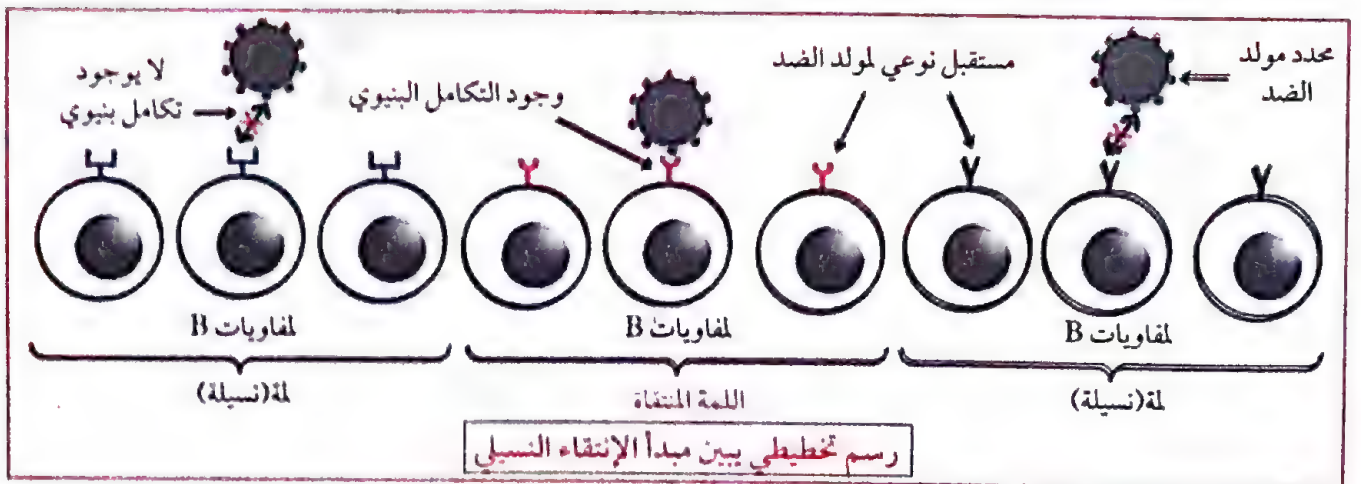 محدد مولد
الضد
مستقبل نوعي لمولد الضد
وجود التكامل البنيوي
لا يوجد
تكامل بنيوي
لمفاويات B
لمفاويات B
لمفاويات B
لمة(نسيلة)
اللمة المنتقاة
لمة(نسيلة)
رسم تخطيطي يبين مبدأ الإنتقاء النسيلي